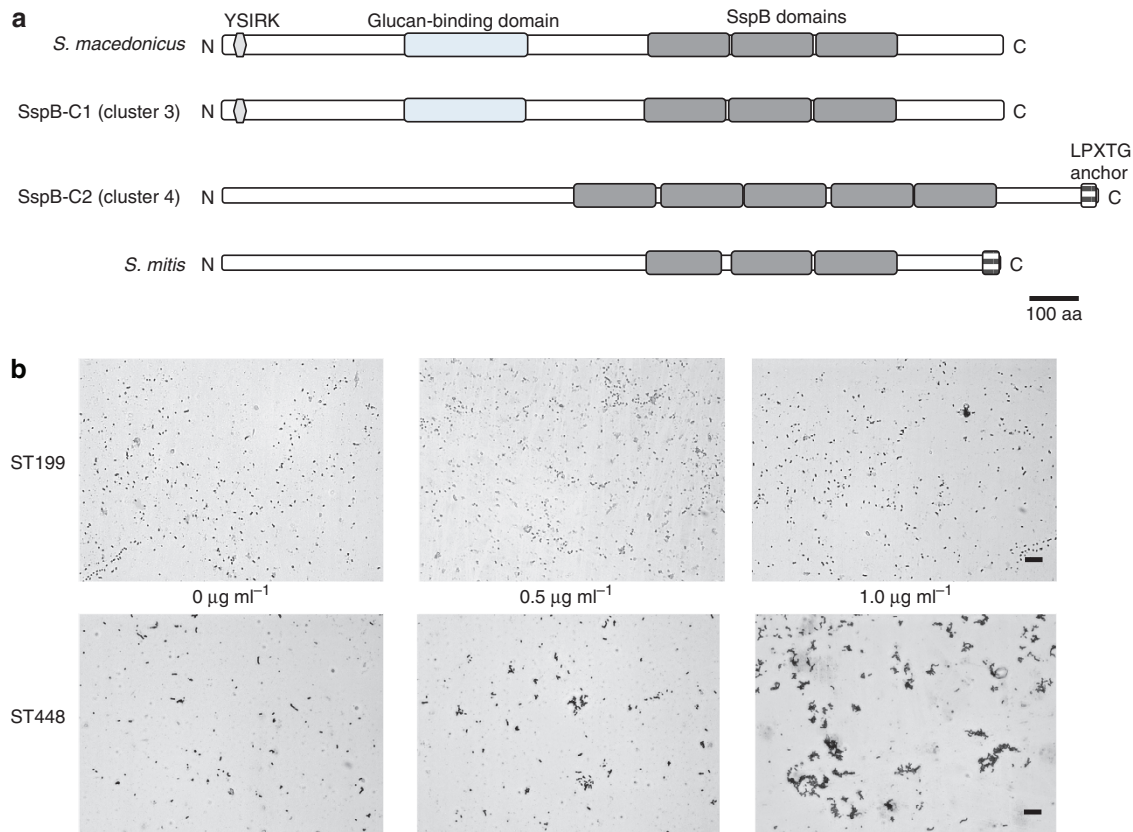 a
YSIRK
Glucan-binding domain
SspB domains
S. macedonicus N C
SspB-C1 (cluster 3) N C
LPXTG
anchor
SspB-C2 (cluster 4) N C
S. mitis N C
100 aa
b
ST199
0 μg ml⁻¹ 0.5 μg ml⁻¹ 1.0 μg ml⁻¹
ST448